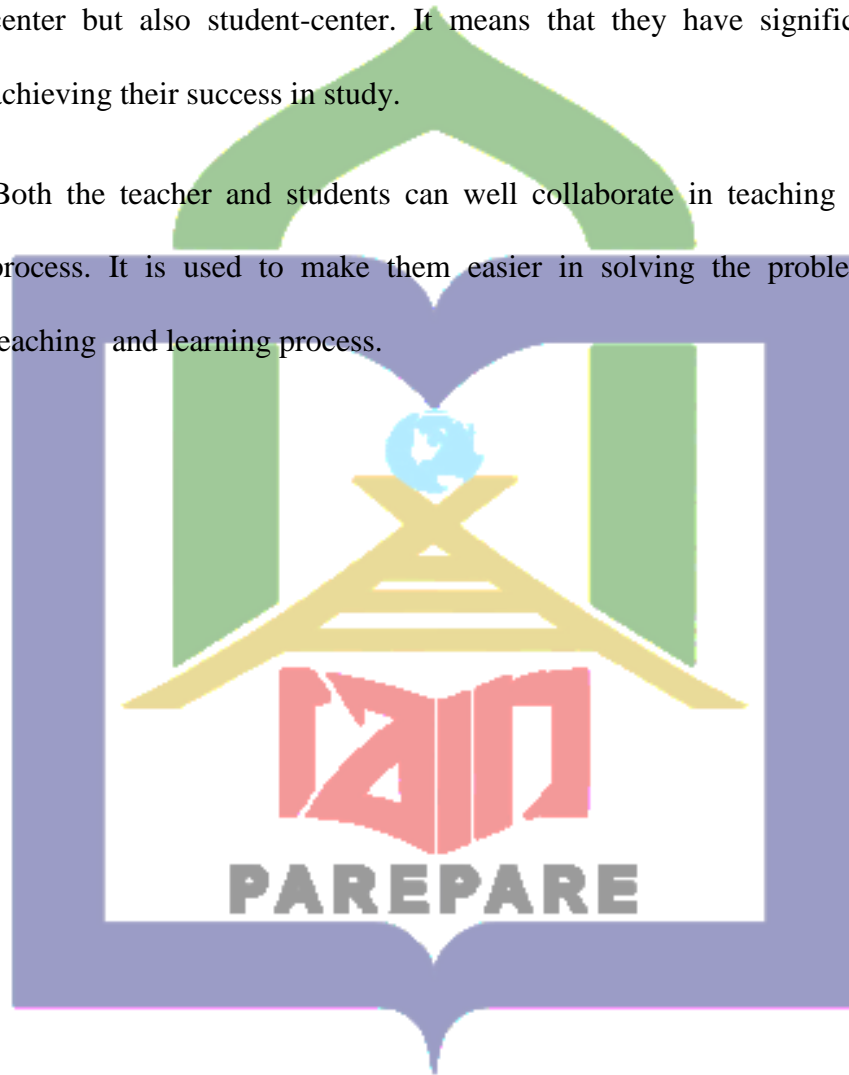 center but also student-center. It means that they have signific
achieving their success in study.
Both the teacher and students can well collaborate in teaching
process. It is used to make them easier in solving the proble
teaching and learning process.
iain
PAREPARE